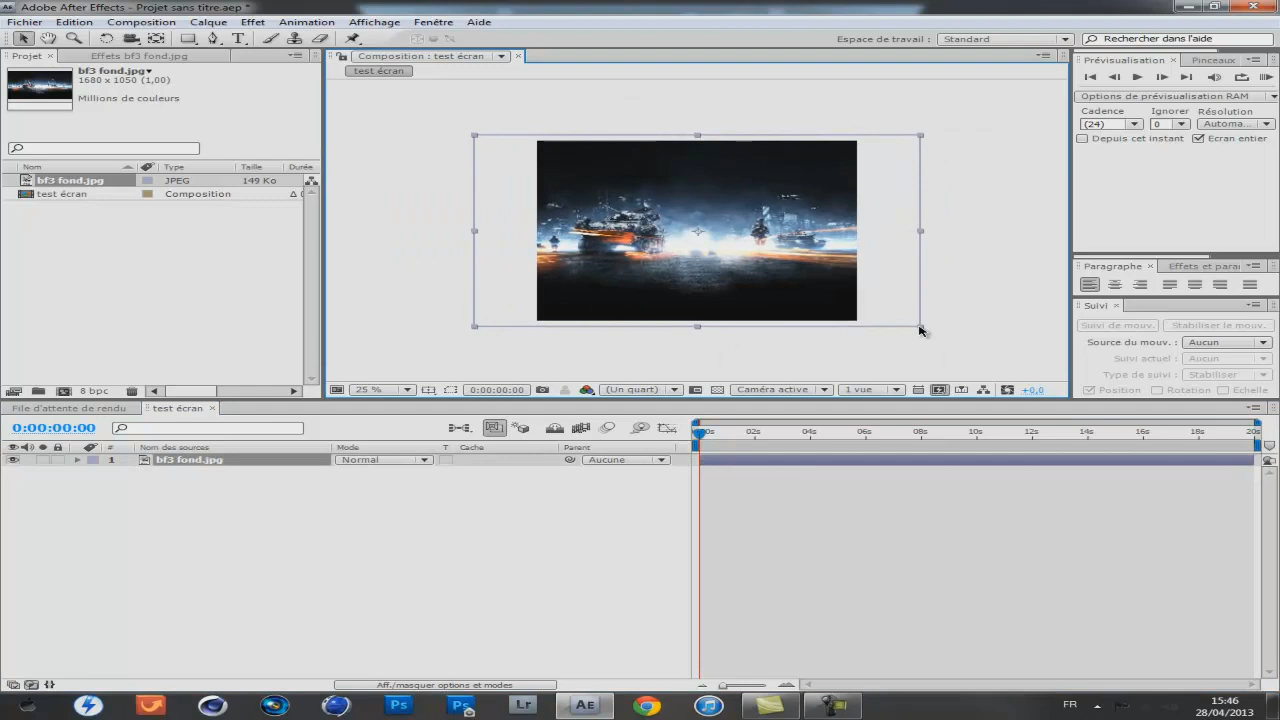 Adobe After Effects - Projet sans titre.aep *
Fichier Edition Composition Calque Effet Animation Affichage Fenêtre Aide
Espace de travail : Standard Rechercher dans l'aide
Projet Effets bf3 fond.jpg
bf3 fond.jpg
1680 x 1050 (1,00)
Millions de couleurs
Nom Type Taille Durée
bf3 fond.jpg JPEG 149 Ko
test écran Composition Δ 0
8 bpc
Composition : test écran
test écran
25 % 0:00:00:00 (Un quart) Caméra active 1 vue +0,0
Prévisualisation Pinceaux
Options de prévisualisation RAM
Cadence Ignorer Résolution
(24) 0 Automa...
Depuis cet instant Ecran entier
Paragraphe Effets et para
Suivi
Suivi de mouv. Stabiliser le mouv.
Source du mouv. : Aucun
Suivi actuel : Aucun
Type de suivi : Stabiliser
Position Rotation Echelle
File d'attente de rendu test écran
0:00:00:00
# Nom des sources Mode T Cache Parent
1 bf3 fond.jpg Normal Aucune
00s 02s 04s 06s 08s 10s 12s 14s 16s 18s 20s
Aff./masquer options et modes
Ps Ps Lr Ae
FR 15:46
28/04/2013